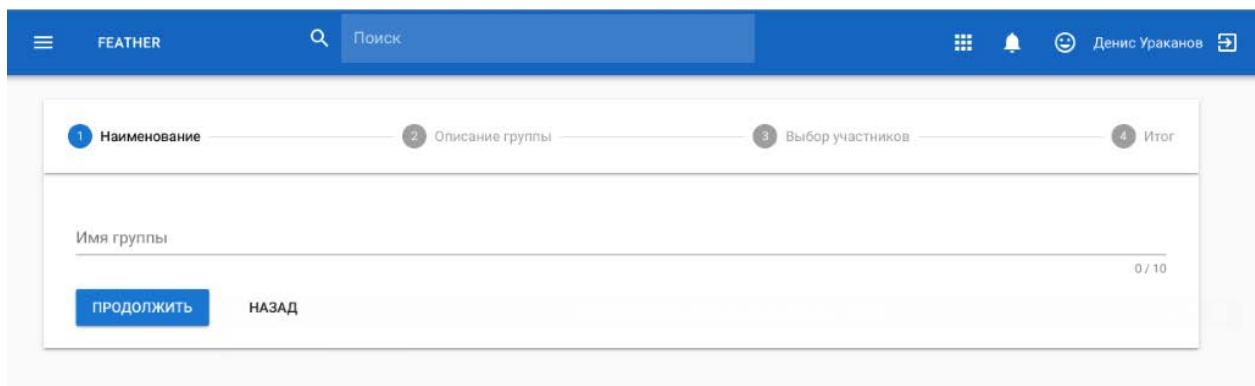 FEATHER Поиск Денис Ураканов
1 Наименование 2 Описание группы 3 Выбор участников 4 Итог
Имя группы
0 / 10
ПРОДОЛЖИТЬ НАЗАД